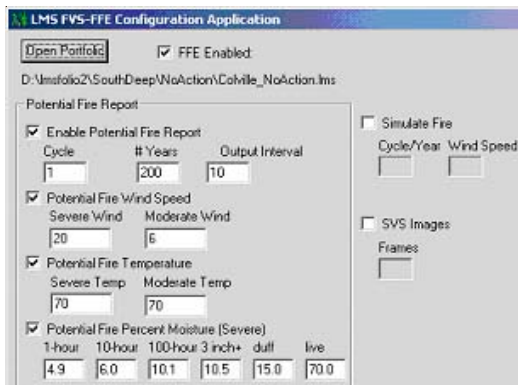 LMS FVS-FFE Configuration Application
Open Portfolio
FFE Enabled:
D:\lmsfolio2\SouthDeep\NoAction\Colville_NoAction.lms
Potential Fire Report
Enable Potential Fire Report
Cycle # Years Output Interval
1 200 10
Potential Fire Wind Speed
Severe Wind Moderate Wind
20 6
Potential Fire Temperature
Severe Temp Moderate Temp
70 70
Potential Fire Percent Moisture (Severe)
1-hour 10-hour 100-hour 3 inch+ duff live
4.9 6.0 10.1 10.5 15.0 70.0
Simulate Fire
Cycle/Year Wind Speed
SVS Images
Frames